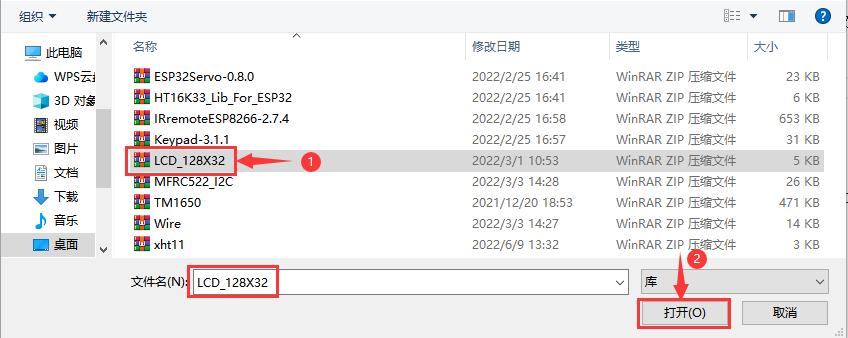 组织 新建文件夹 ?
此电脑 名称 修改日期 类型 大小
WPS云盘 ESP32Servo-0.8.0 2022/2/25 16:41 WinRAR ZIP 压缩文件 23 KB
3D 对象 HT16K33_Lib_For_ESP32 2022/2/25 16:41 WinRAR ZIP 压缩文件 6 KB
视频 IRremoteESP8266-2.7.4 2022/2/25 16:58 WinRAR ZIP 压缩文件 653 KB
图片 Keypad-3.1.1 2022/2/25 16:57 WinRAR ZIP 压缩文件 31 KB
LCD_128X32 1 2022/3/1 10:53 WinRAR ZIP 压缩文件 5 KB
文档 MFRC522_I2C 2022/3/3 14:28 WinRAR ZIP 压缩文件 26 KB
下载 TM1650 2021/12/20 18:53 WinRAR ZIP 压缩文件 471 KB
音乐 Wire 2022/3/3 14:27 WinRAR ZIP 压缩文件 14 KB
桌面 xht11 2022/6/9 13:32 WinRAR ZIP 压缩文件 3 KB
2
文件名(N): LCD_128X32 库
打开(O) 取消